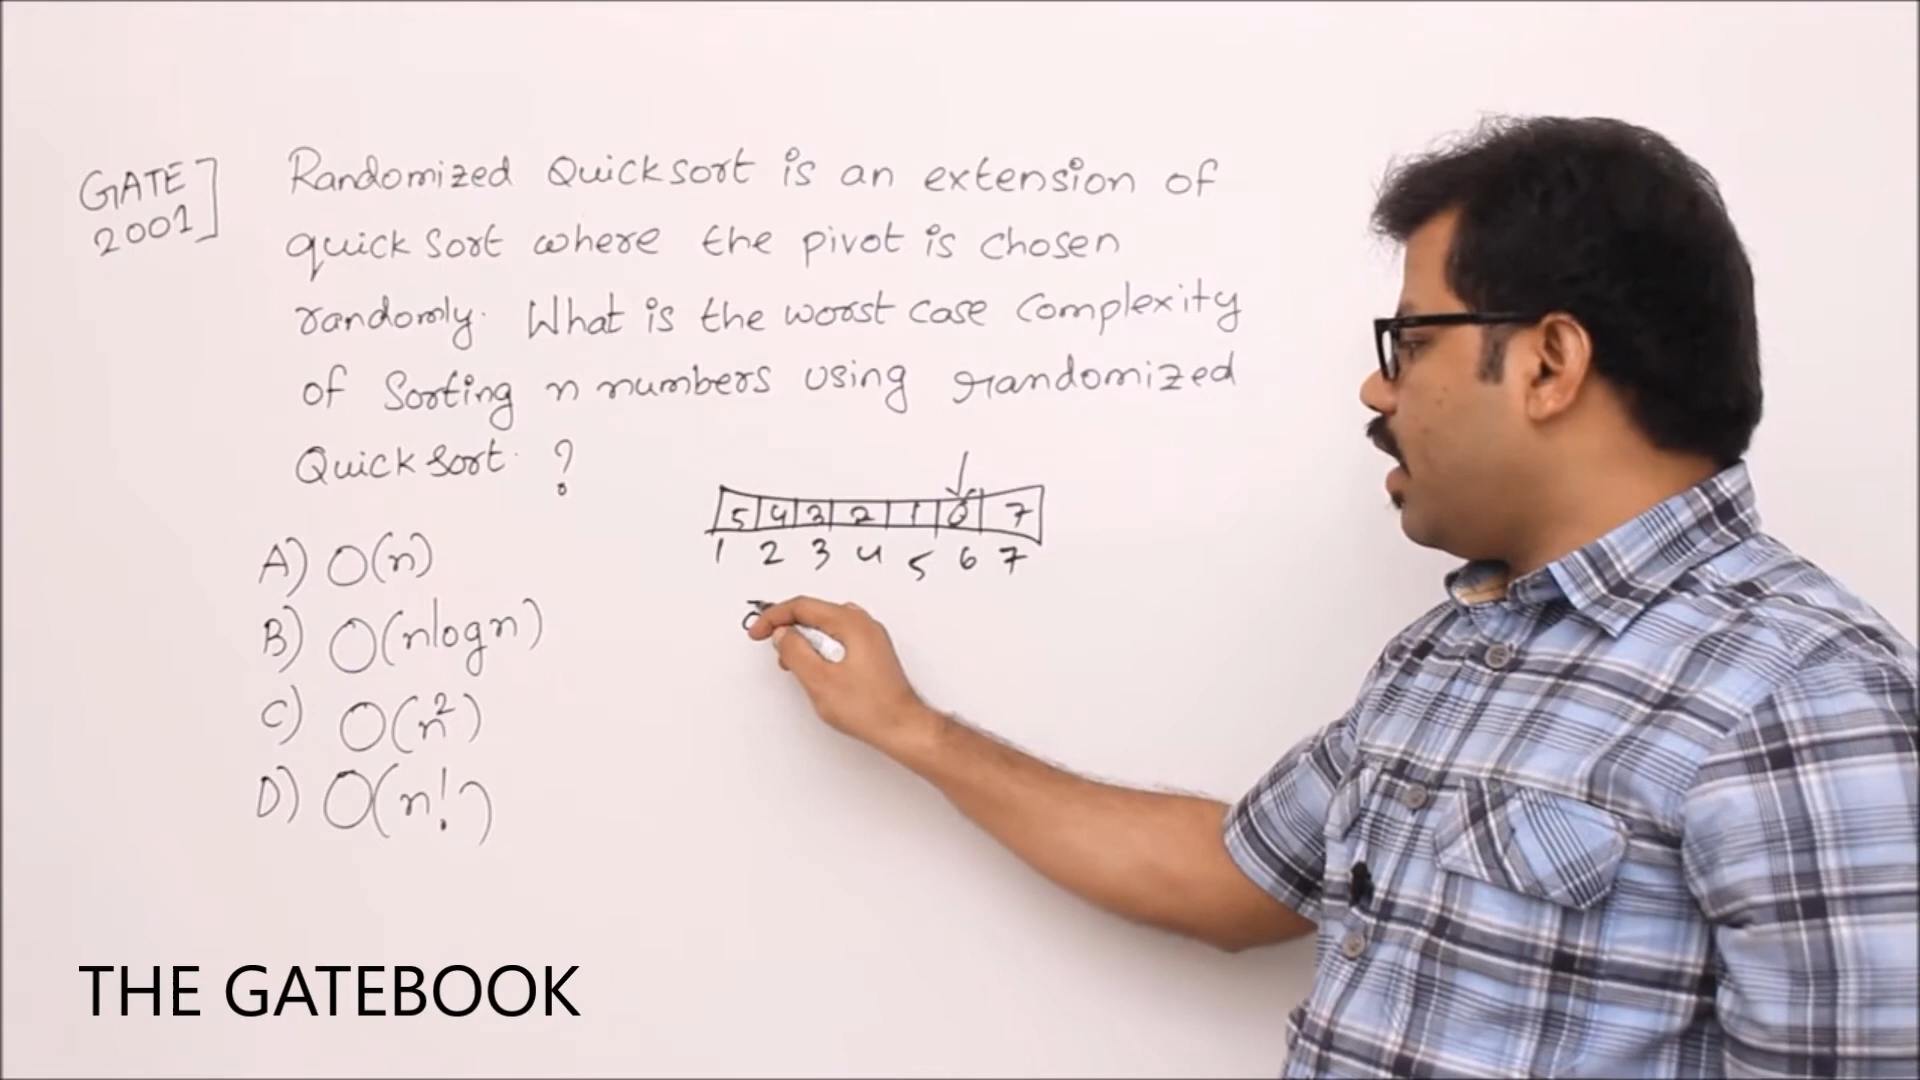 GATE
2001
Randomized Quicksort is an extension of
quick sort where the pivot is chosen
randomly. What is the worst case complexity
of Sorting n numbers using randomized
Quick sort. ?
5 4 3 2 1 0 7
1 2 3 4 5 6 7
A) O(n)
B) O(nlogn)
C) O(n²)
D) O(n!)
THE GATEBOOK